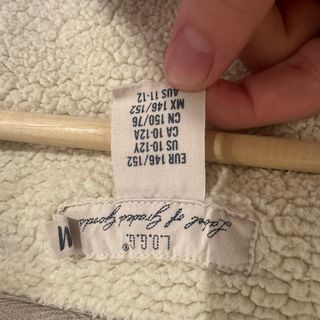 L.O.G.G.®
Label of Graded Goods
M
EUR 146/152
US 10-12Y
CA 10-12A
CN 150/76
MX 146/152
AUS 11-12